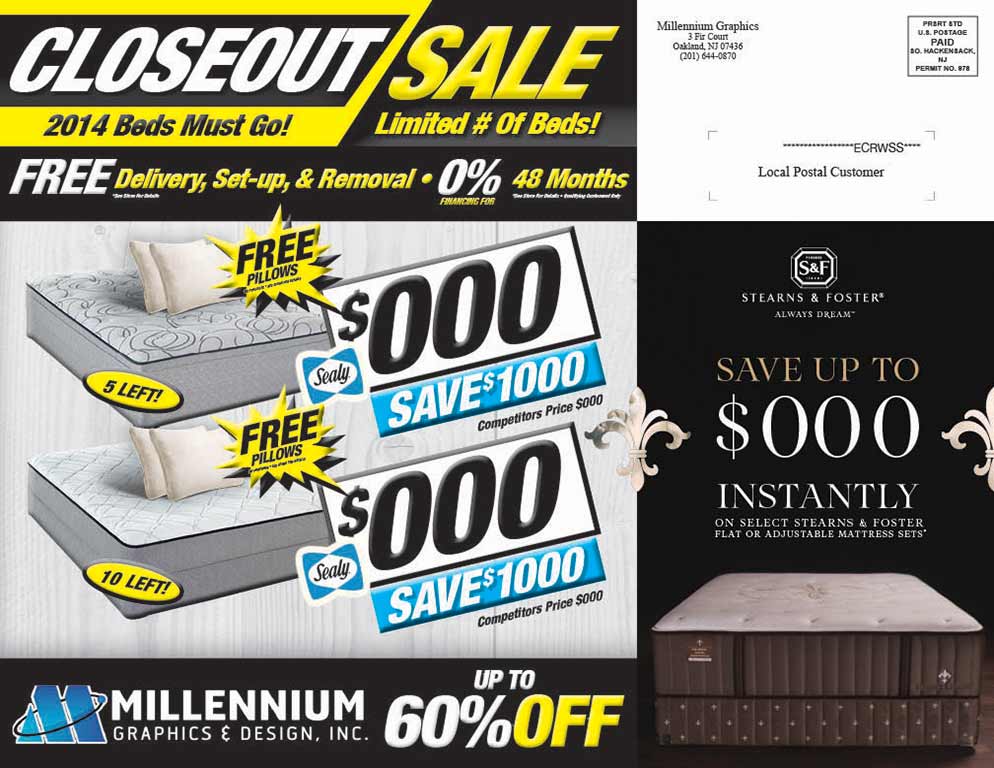 CLOSEOUT SALE
2014 Beds Must Go!
Limited # Of Beds!
FREE Delivery, Set-up, & Removal • 0% 48 Months
FINANCING FOR
*See Store For Details
*See Store For Details • Qualifying Customers Only
FREE
PILLOWS
$000
Sealy
SAVE $1000
Competitors Price $000
5 LEFT!
FREE
PILLOWS
$000
Sealy
SAVE $1000
Competitors Price $000
10 LEFT!
MILLENNIUM
GRAPHICS & DESIGN, INC.
UP TO
60% OFF
Millennium Graphics
3 Fir Court
Oakland, NJ 07436
(201) 644-0870
PRSRT STD
U.S. POSTAGE
PAID
SO. HACKENSACK,
NJ
PERMIT NO. 978
*****************ECRWSS****
Local Postal Customer
S&F
STEARNS & FOSTER®
ALWAYS DREAM™
SAVE UP TO
$000
INSTANTLY
ON SELECT STEARNS & FOSTER
FLAT OR ADJUSTABLE MATTRESS SETS*